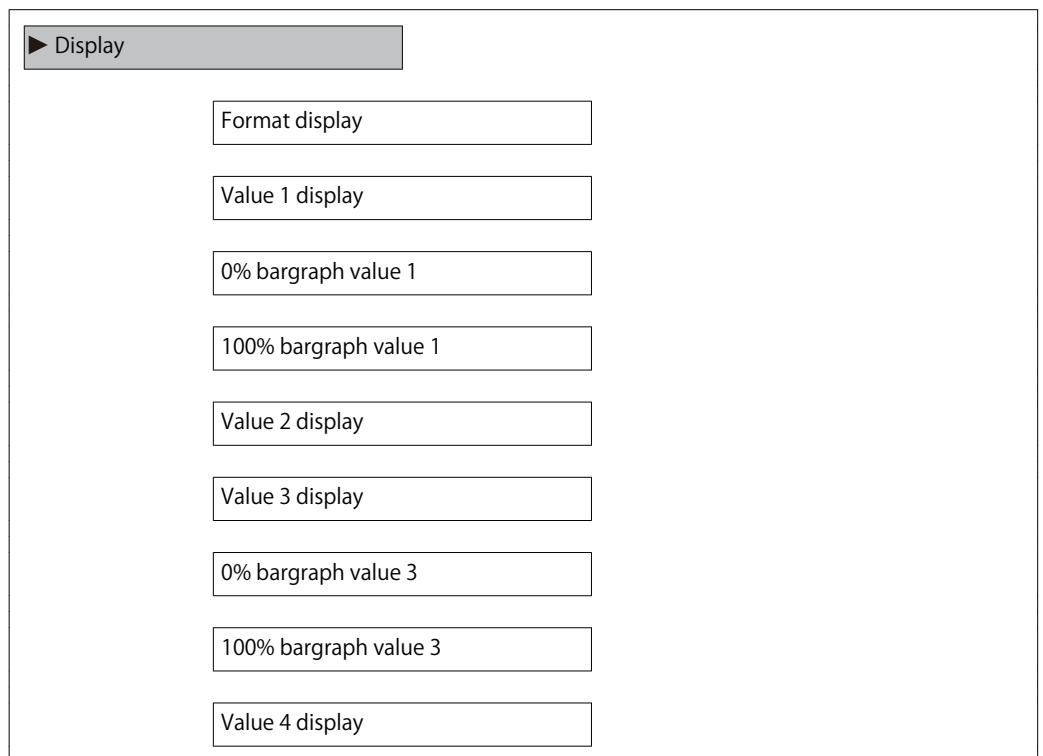 ▶ Display
Format display
Value 1 display
0% bargraph value 1
100% bargraph value 1
Value 2 display
Value 3 display
0% bargraph value 3
100% bargraph value 3
Value 4 display